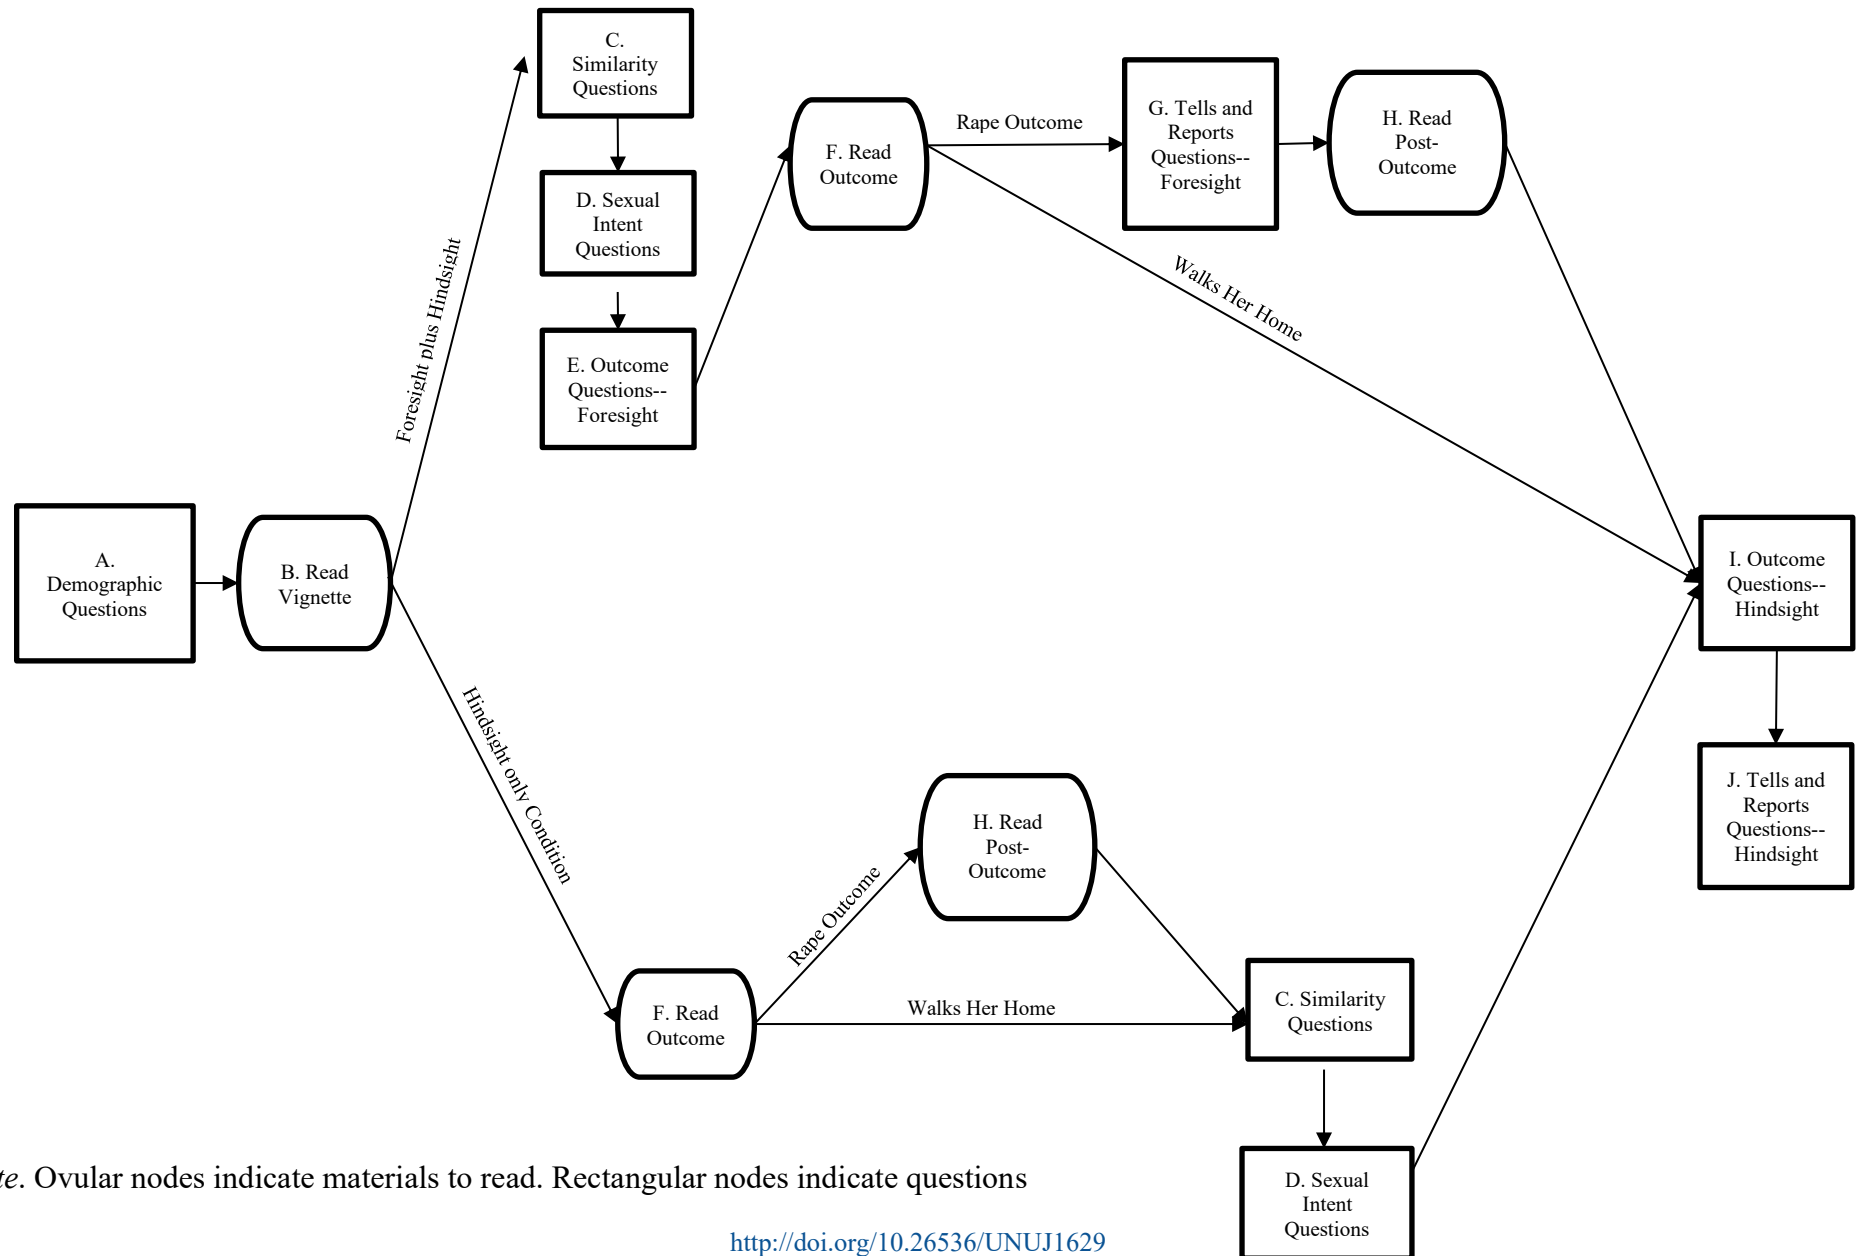 C.
Similarity
Questions
D. Sexual
Intent
Questions
E. Outcome
Questions--
Foresight
F. Read
Outcome
Rape Outcome
G. Tells and
Reports
Questions--
Foresight
H. Read
Post-
Outcome
Walks Her Home
Foresight plus Hindsight
A.
Demographic
Questions
B. Read
Vignette
I. Outcome
Questions--
Hindsight
J. Tells and
Reports
Questions--
Hindsight
Hindsight only Condition
F. Read
Outcome
Rape Outcome
H. Read
Post-
Outcome
Walks Her Home
C. Similarity
Questions
D. Sexual
Intent
Questions
te. Ovular nodes indicate materials to read. Rectangular nodes indicate questions
http://doi.org/10.26536/UNUJ1629